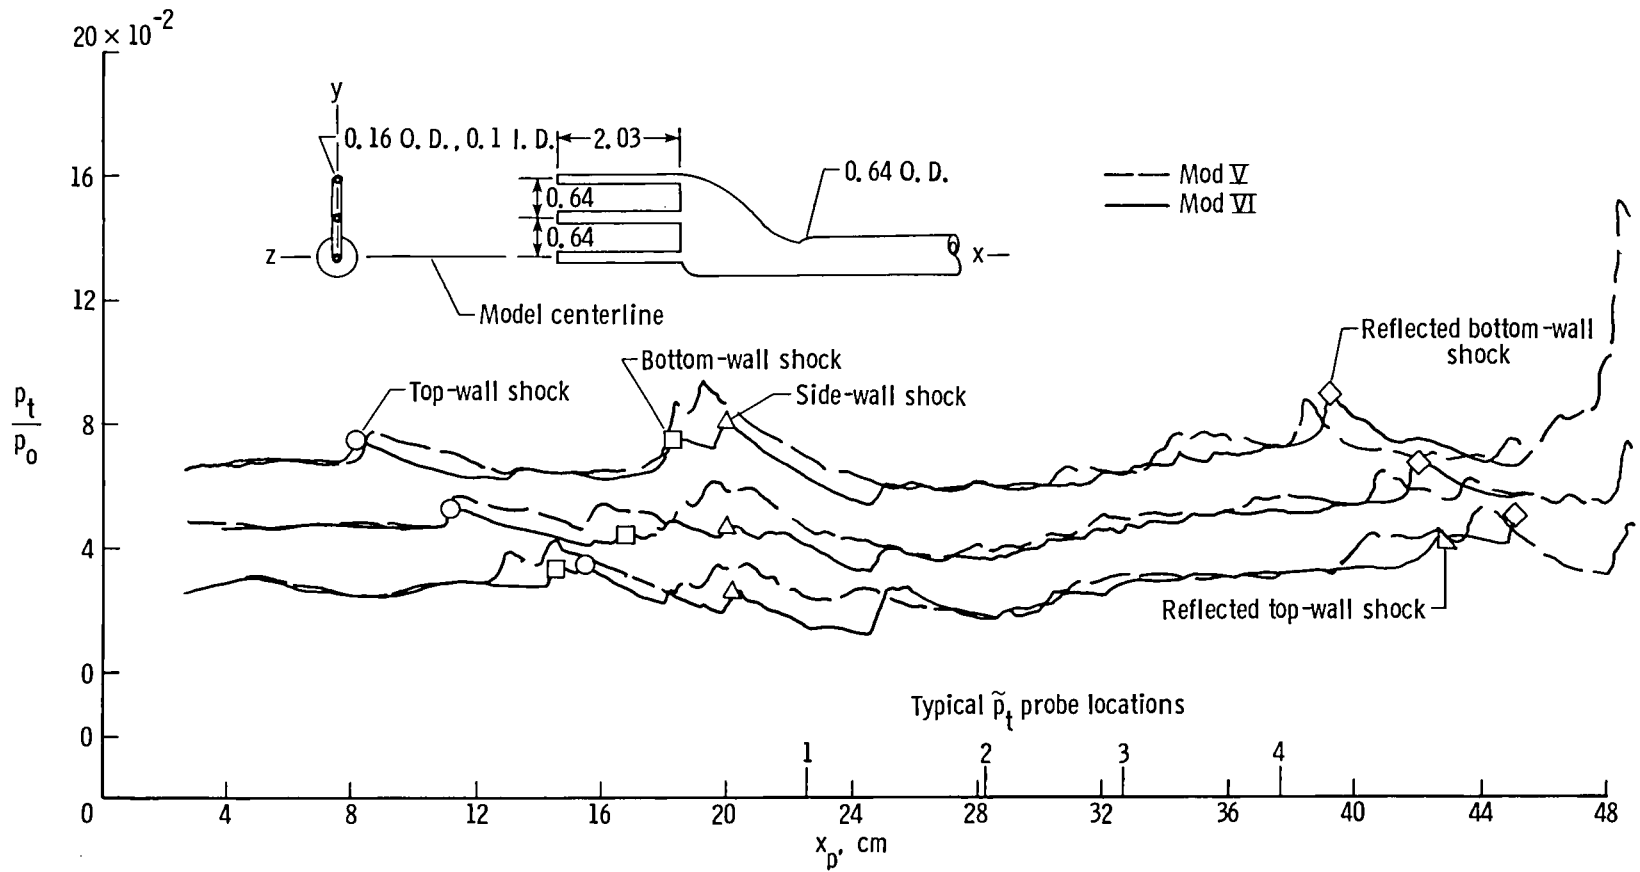 20 × 10⁻²
y
0.16 O.D., 0.1 I.D.
2.03
0.64 O.D.
Mod V
Mod VI
16
0.64
0.64
z
x
12
Model centerline
Reflected bottom-wall
shock
Bottom-wall shock
Top-wall shock
Side-wall shock
p_t
p_o
8
4
Reflected top-wall shock
0
Typical p̃_t probe locations
0
1
2
3
4
0
4 8 12 16 20 24 28 32 36 40 44 48
x_p, cm